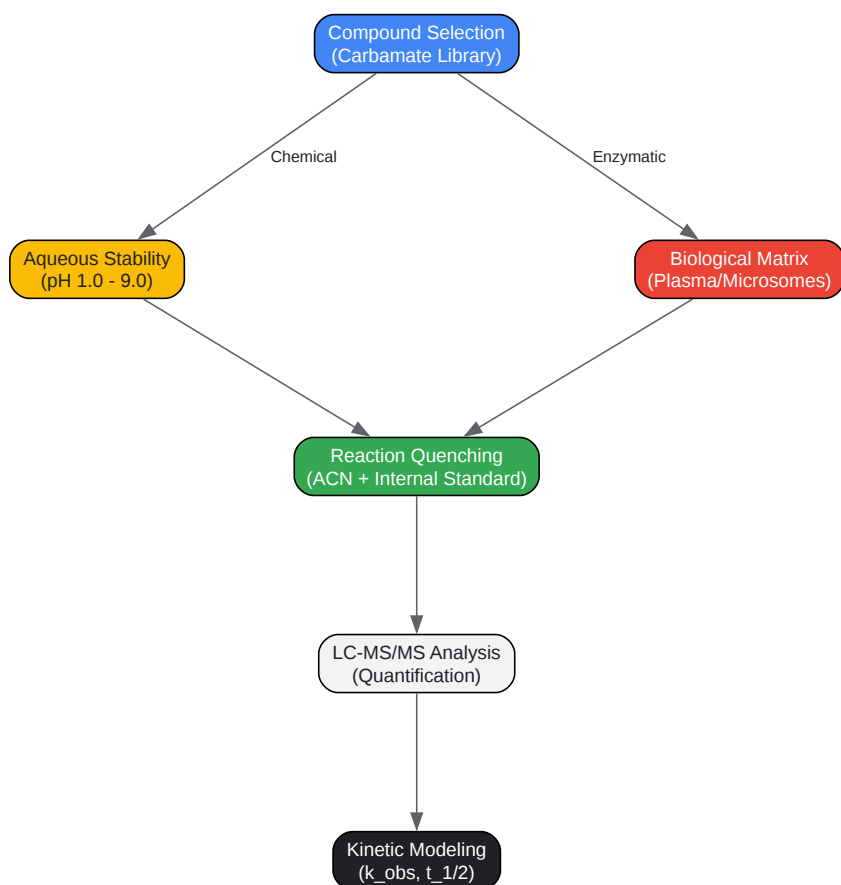 Compound Selection
(Carbamate Library)
Chemical
Enzymatic
Aqueous Stability
(pH 1.0 - 9.0)
Biological Matrix
(Plasma/Microsomes)
Reaction Quenching
(ACN + Internal Standard)
LC-MS/MS Analysis
(Quantification)
Kinetic Modeling
(k_obs, t_1/2)